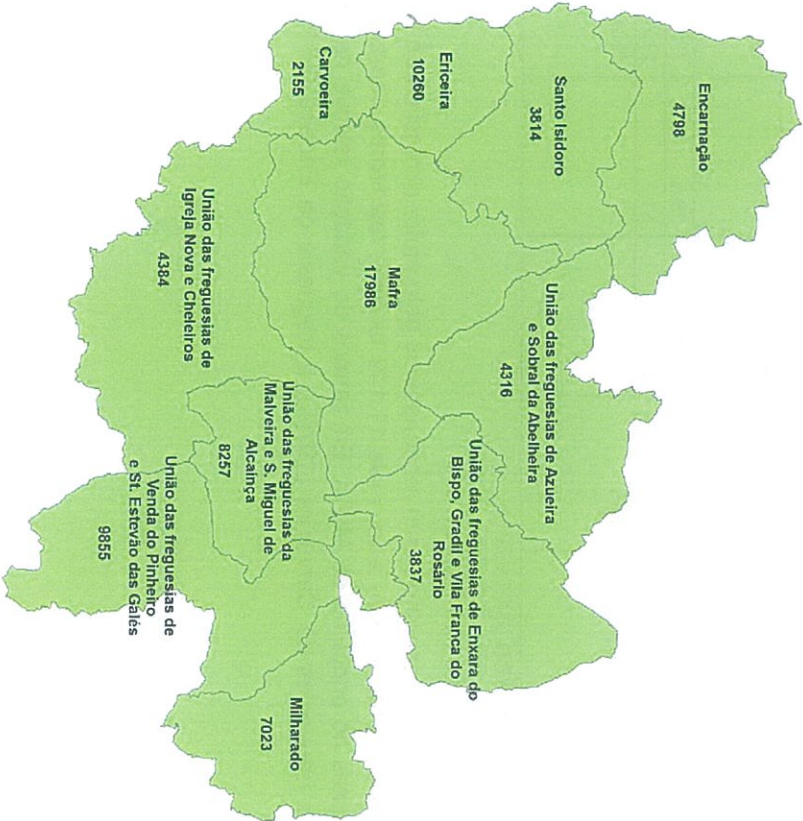 Encarnação
4798
Santo Isidoro
3814
União das freguesias de Azueira
e Sobral da Abelheira
4316
União das freguesias de Enxara do
Bispo, Gradil e Vila Franca do
Rosário
3837
Ericeira
10260
Mafra
17986
Carvoeira
2155
Milharado
7023
União das freguesias da
Malveira e S. Miguel de
Alcainça
8257
União das freguesias de
Igreja Nova e Cheleiros
4384
União das freguesias de
Venda do Pinheiro
e St. Estevão das Galés
9855